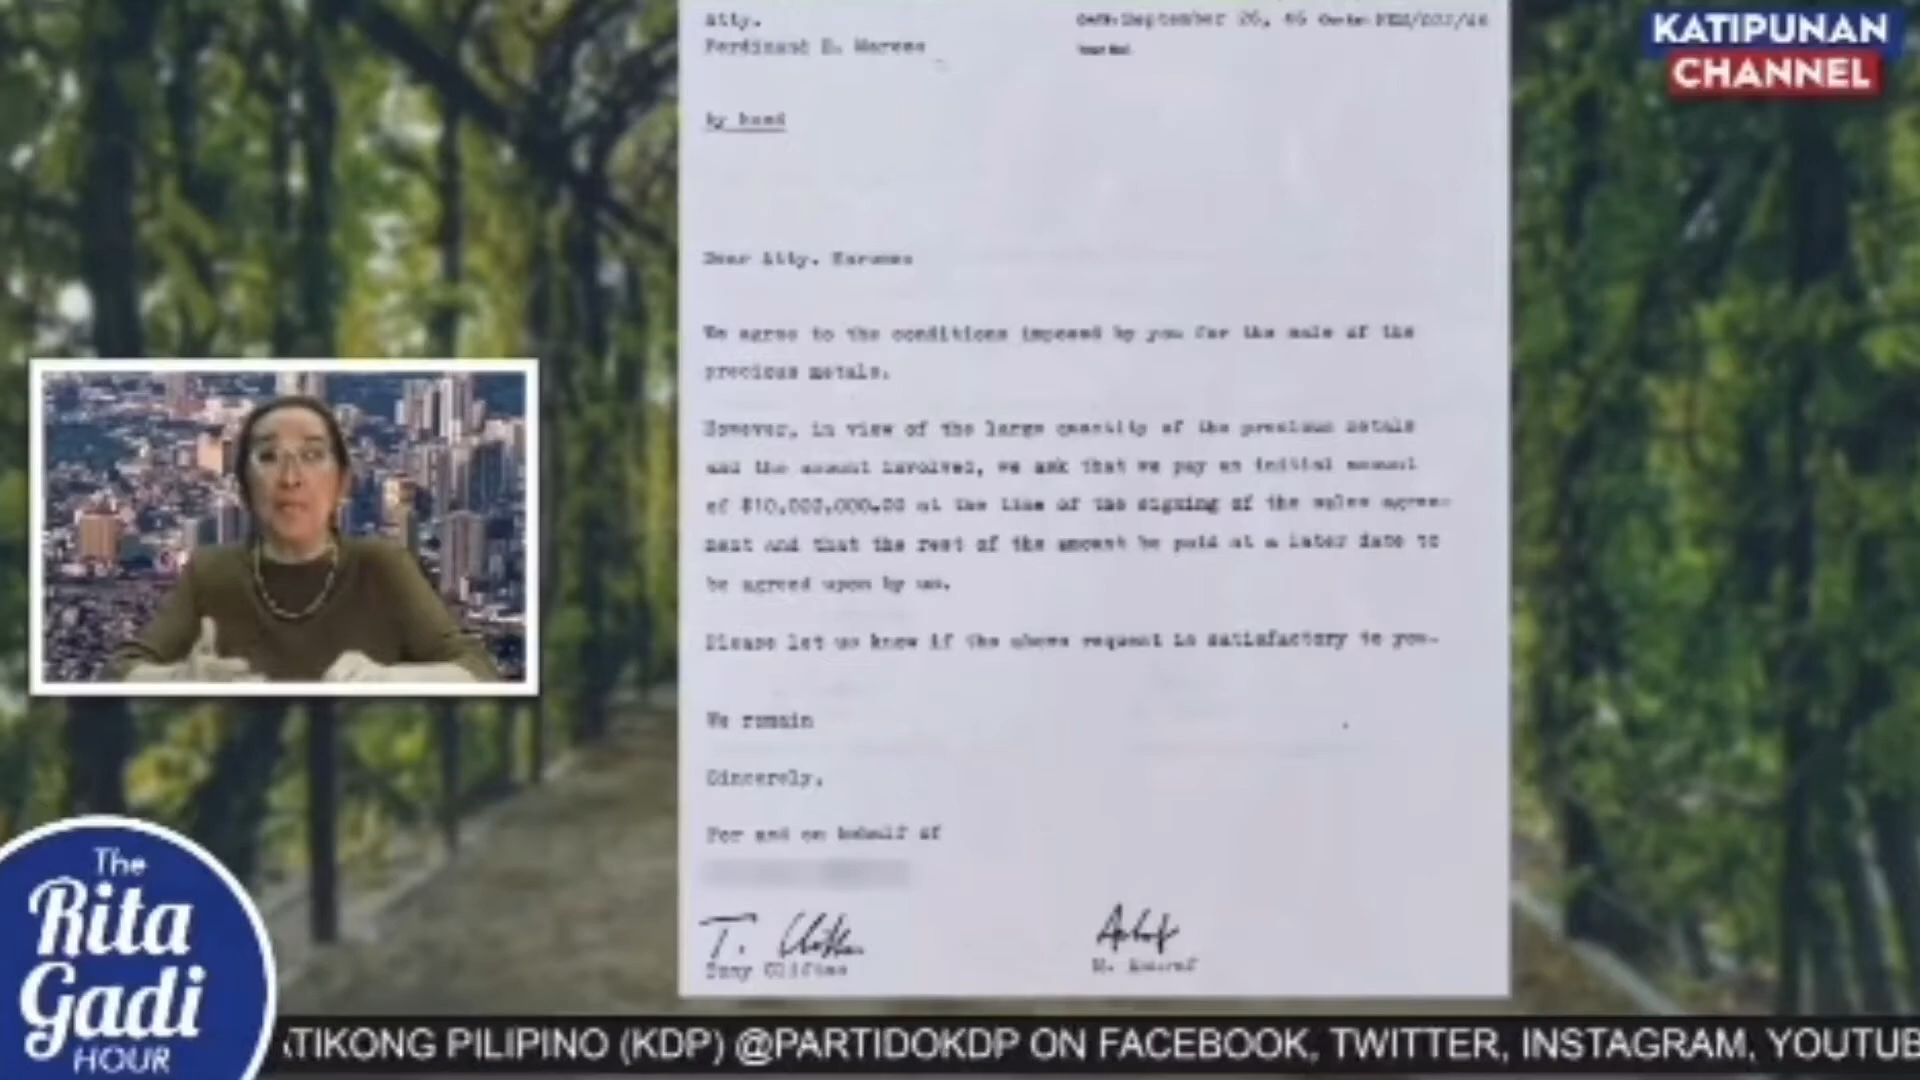 Atty.
Date: September 26, 46
Ferdinand E. Marcos
by hand
Dear Atty. Marcos
We agree to the conditions imposed by you for the sale of the
precious metals.
However, in view of the large quantity of the precious metals
and the amount involved, we ask that we pay an initial amount
of $10,000,000.00 at the time of the signing of the sales agree-
ment and that the rest of the amount be paid at a later date to
be agreed upon by us.
Please let us know if the above request is satisfactory to you.
We remain
Sincerely,
For and on behalf of
Tony
KATIPUNAN
CHANNEL
The
Rita
Gadi
HOUR
TIKONG PILIPINO (KDP) @PARTIDOKDP ON FACEBOOK, TWITTER, INSTAGRAM, YOUTUB